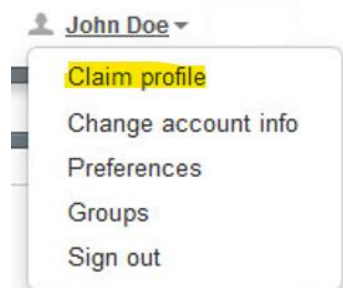 John Doe
Claim profile
Change account info
Preferences
Groups
Sign out